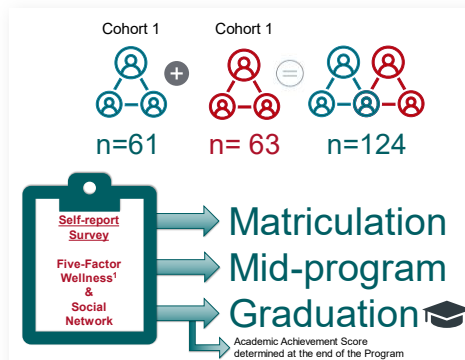 Cohort 1
Cohort 1
n=61
n= 63
n=124
Self-report
Survey
Five-Factor
Wellness¹
&
Social
Network
Matriculation
Mid-program
Graduation
Academic Achievement Score
determined at the end of the Program